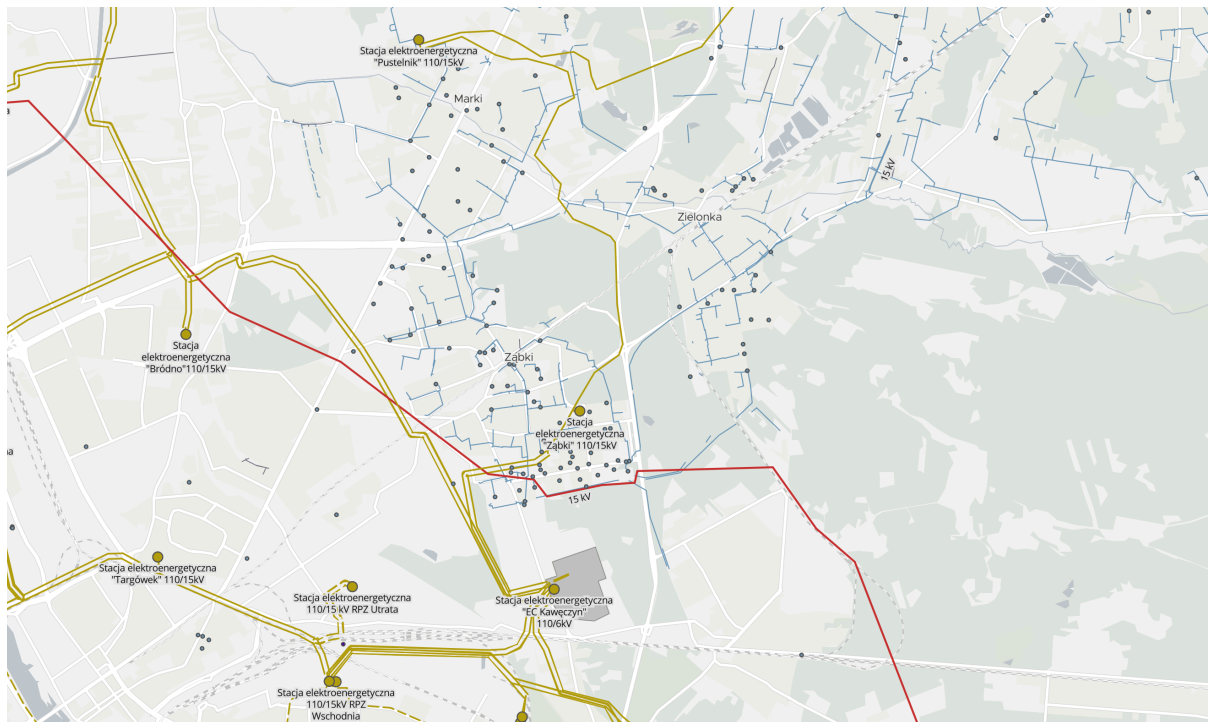 Stacja elektroenergetyczna
"Pustelnik" 110/15kV
Marki
a
15 kV
Zielonka
Stacja
elektroenergetyczna
"Bródno"110/15kV
Ząbki
Stacja
elektroenergetyczna
"Ząbki" 110/15kV
na
15 kV
Stacja elektroenergetyczna
"Targówek" 110/15kV
Stacja elektroenergetyczna
110/15 kV RPZ Utrata
Stacja elektroenergetyczna
"EC Kawęczyn"
110/6kV
Stacja elektroenergetyczna
110/15kV RPZ
Wschodnia